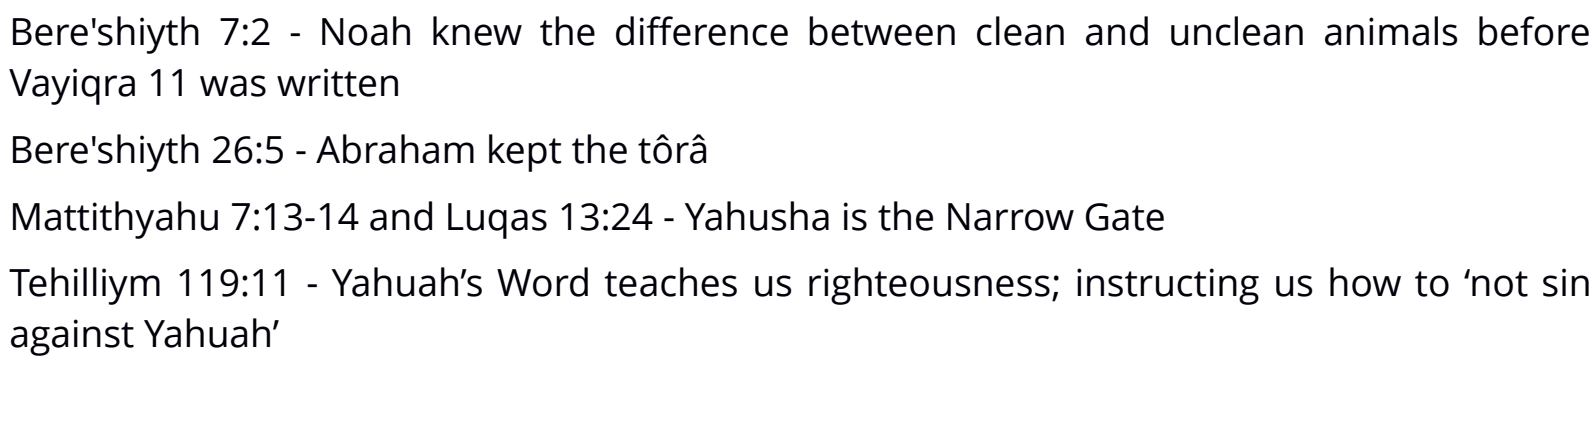 Bere'shiyth 7:2 - Noah knew the difference between clean and unclean animals before
Vayiqra 11 was written
Bere'shiyth 26:5 - Abraham kept the tôrâ
Mattithyahu 7:13-14 and Luqas 13:24 - Yahusha is the Narrow Gate
Tehilliym 119:11 - Yahuah’s Word teaches us righteousness; instructing us how to ‘not sin
against Yahuah’